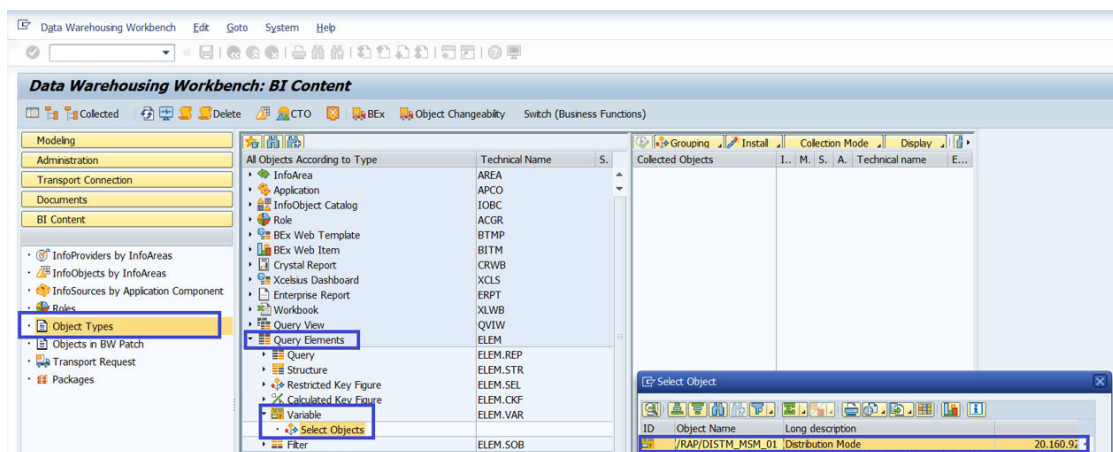 Data Warehousing Workbench Edit Goto System Help
Data Warehousing Workbench: BI Content
Collected Delete CTO BEx Object Changeability Switch (Business Functions)
Modeling
Administration
Transport Connection
Documents
BI Content
InfoProviders by InfoAreas
InfoObjects by InfoAreas
InfoSources by Application Component
Roles
Object Types
Objects in BW Patch
Transport Request
Packages
All Objects According to Type Technical Name S.
InfoArea AREA
Application APCO
InfoObject Catalog IOBC
Role ACGR
BEx Web Template BTMP
BEx Web Item BITM
Crystal Report CRWB
Xcelsius Dashboard XCLS
Enterprise Report ERPT
Workbook XLWB
Query View QVIW
Query Elements ELEM
Query ELEM.REP
Structure ELEM.STR
Restricted Key Figure ELEM.SEL
Calculated Key Figure ELEM.CKF
Variable ELEM.VAR
Select Objects
Filter ELEM.SOB
Grouping Install Collection Mode Display
Collected Objects I.. M. S. A. Technical name E...
Select Object
ID Object Name Long description
/RAP/DISTM_MSM_01 Distribution Mode 20.160.92